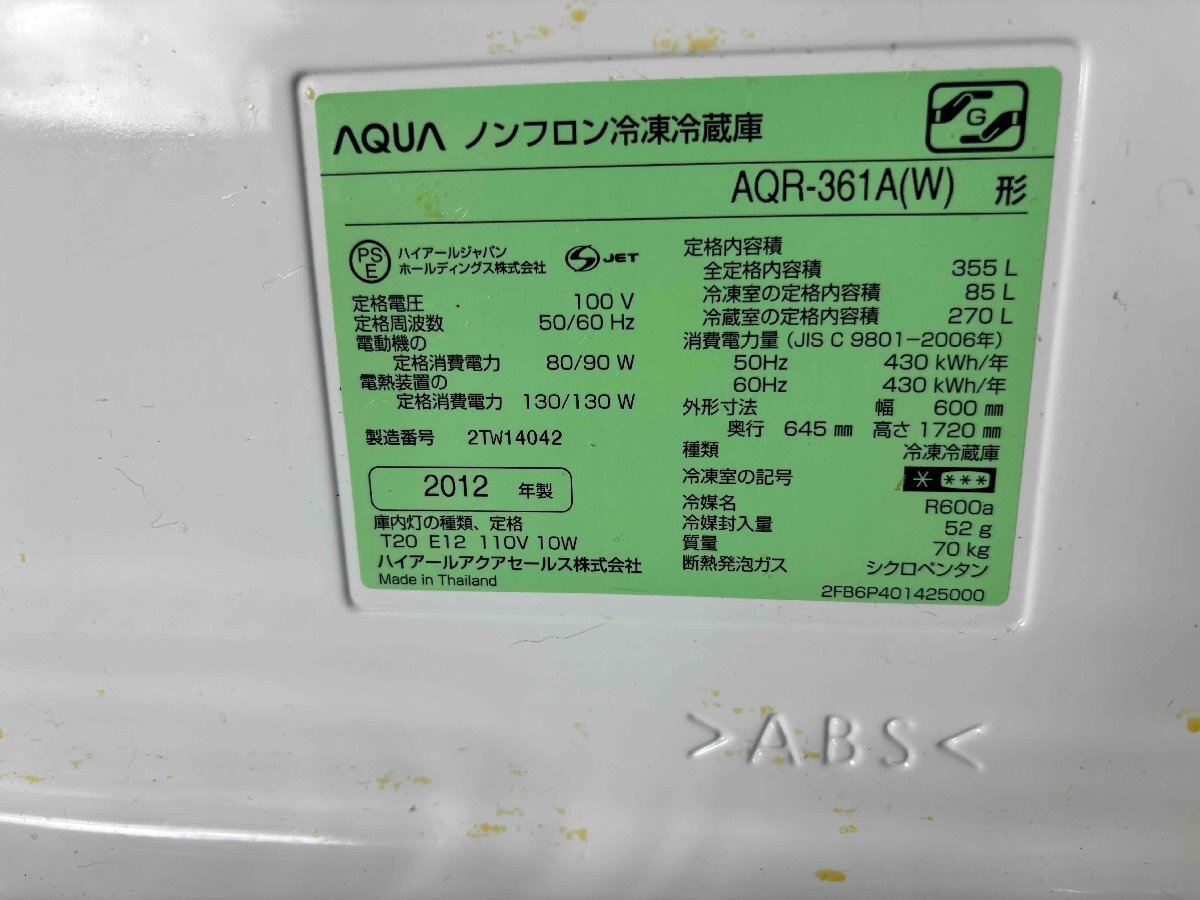 AQUA ノンフロン冷凍冷蔵庫
G
AQR-361A(W) 形
PS E ハイアールジャパン
ホールディングス株式会社
S JET
定格電圧 100 V
定格周波数 50/60 Hz
電動機の
定格消費電力 80/90 W
電熱装置の
定格消費電力 130/130 W
製造番号 2TW14042
2012 年製
庫内灯の種類、定格
T20 E12 110V 10W
ハイアールアクアセールス株式会社
Made in Thailand
定格内容積
全定格内容積 355 L
冷凍室の定格内容積 85 L
冷蔵室の定格内容積 270 L
消費電力量 (JIS C 9801-2006年)
50Hz 430 kWh/年
60Hz 430 kWh/年
外形寸法 幅 600 ㎜
奥行 645 ㎜ 高さ 1720 ㎜
種類 冷凍冷蔵庫
冷凍室の記号 * ***
冷媒名 R600a
冷媒封入量 52 g
質量 70 kg
断熱発泡ガス シクロペンタン
2FB6P401425000
>ABS<